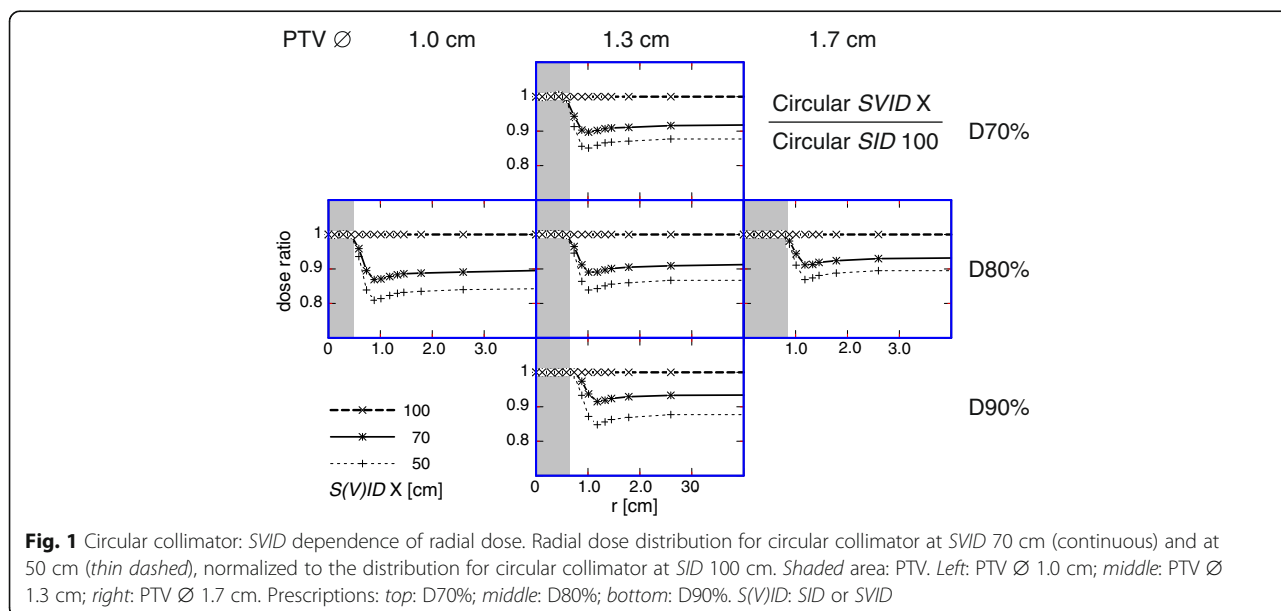 PTV ∅ 1.0 cm 1.3 cm 1.7 cm
1
0.9
0.8
Circular SVID X
Circular SID 100
D70%
dose ratio
1
0.9
0.8
0 1.0 2.0 3.0
1.0 2.0 3.0
D80%
1
0.9
0.8
0 1.0 2.0 30
r [cm]
D90%
100
70
50
S(V)ID X [cm]
Fig. 1 Circular collimator: SVID dependence of radial dose. Radial dose distribution for circular collimator at SVID 70 cm (continuous) and at
50 cm (thin dashed), normalized to the distribution for circular collimator at SID 100 cm. Shaded area: PTV. Left: PTV Ø 1.0 cm; middle: PTV Ø
1.3 cm; right: PTV Ø 1.7 cm. Prescriptions: top: D70%; middle: D80%; bottom: D90%. S(V)ID: SID or SVID